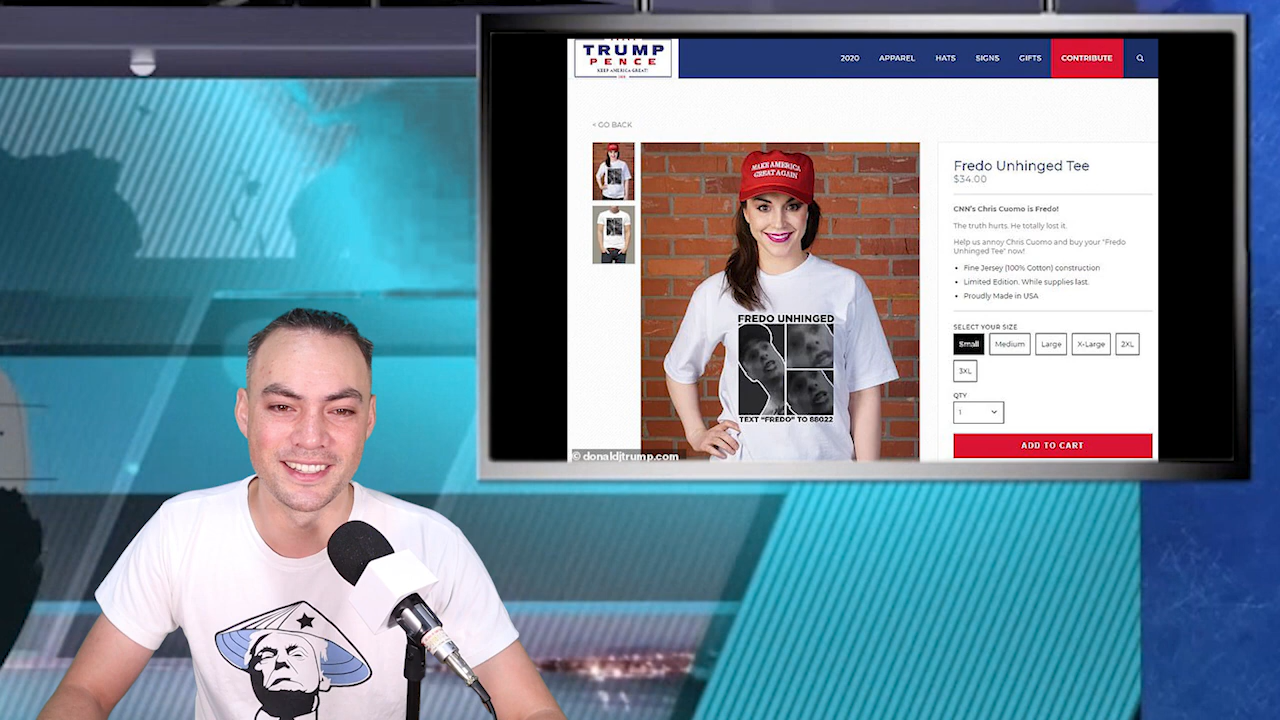 TRUMP
PENCE
KEEP AMERICA GREAT!
2020
APPAREL
HATS
SIGNS
GIFTS
CONTRIBUTE
< GO BACK
MAKE AMERICA
GREAT AGAIN
FREDO UNHINGED
TEXT "FREDO" TO 88022
© donaldjtrump.com
Fredo Unhinged Tee
$34.00
CNN's Chris Cuomo is Fredo!
The truth hurts. He totally lost it.
Help us annoy Chris Cuomo and buy your "Fredo
Unhinged Tee" now!
• Fine Jersey (100% Cotton) construction
• Limited Edition. While supplies last.
• Proudly Made in USA
SELECT YOUR SIZE
Small
Medium
Large
X-Large
2XL
3XL
QTY
1
ADD TO CART